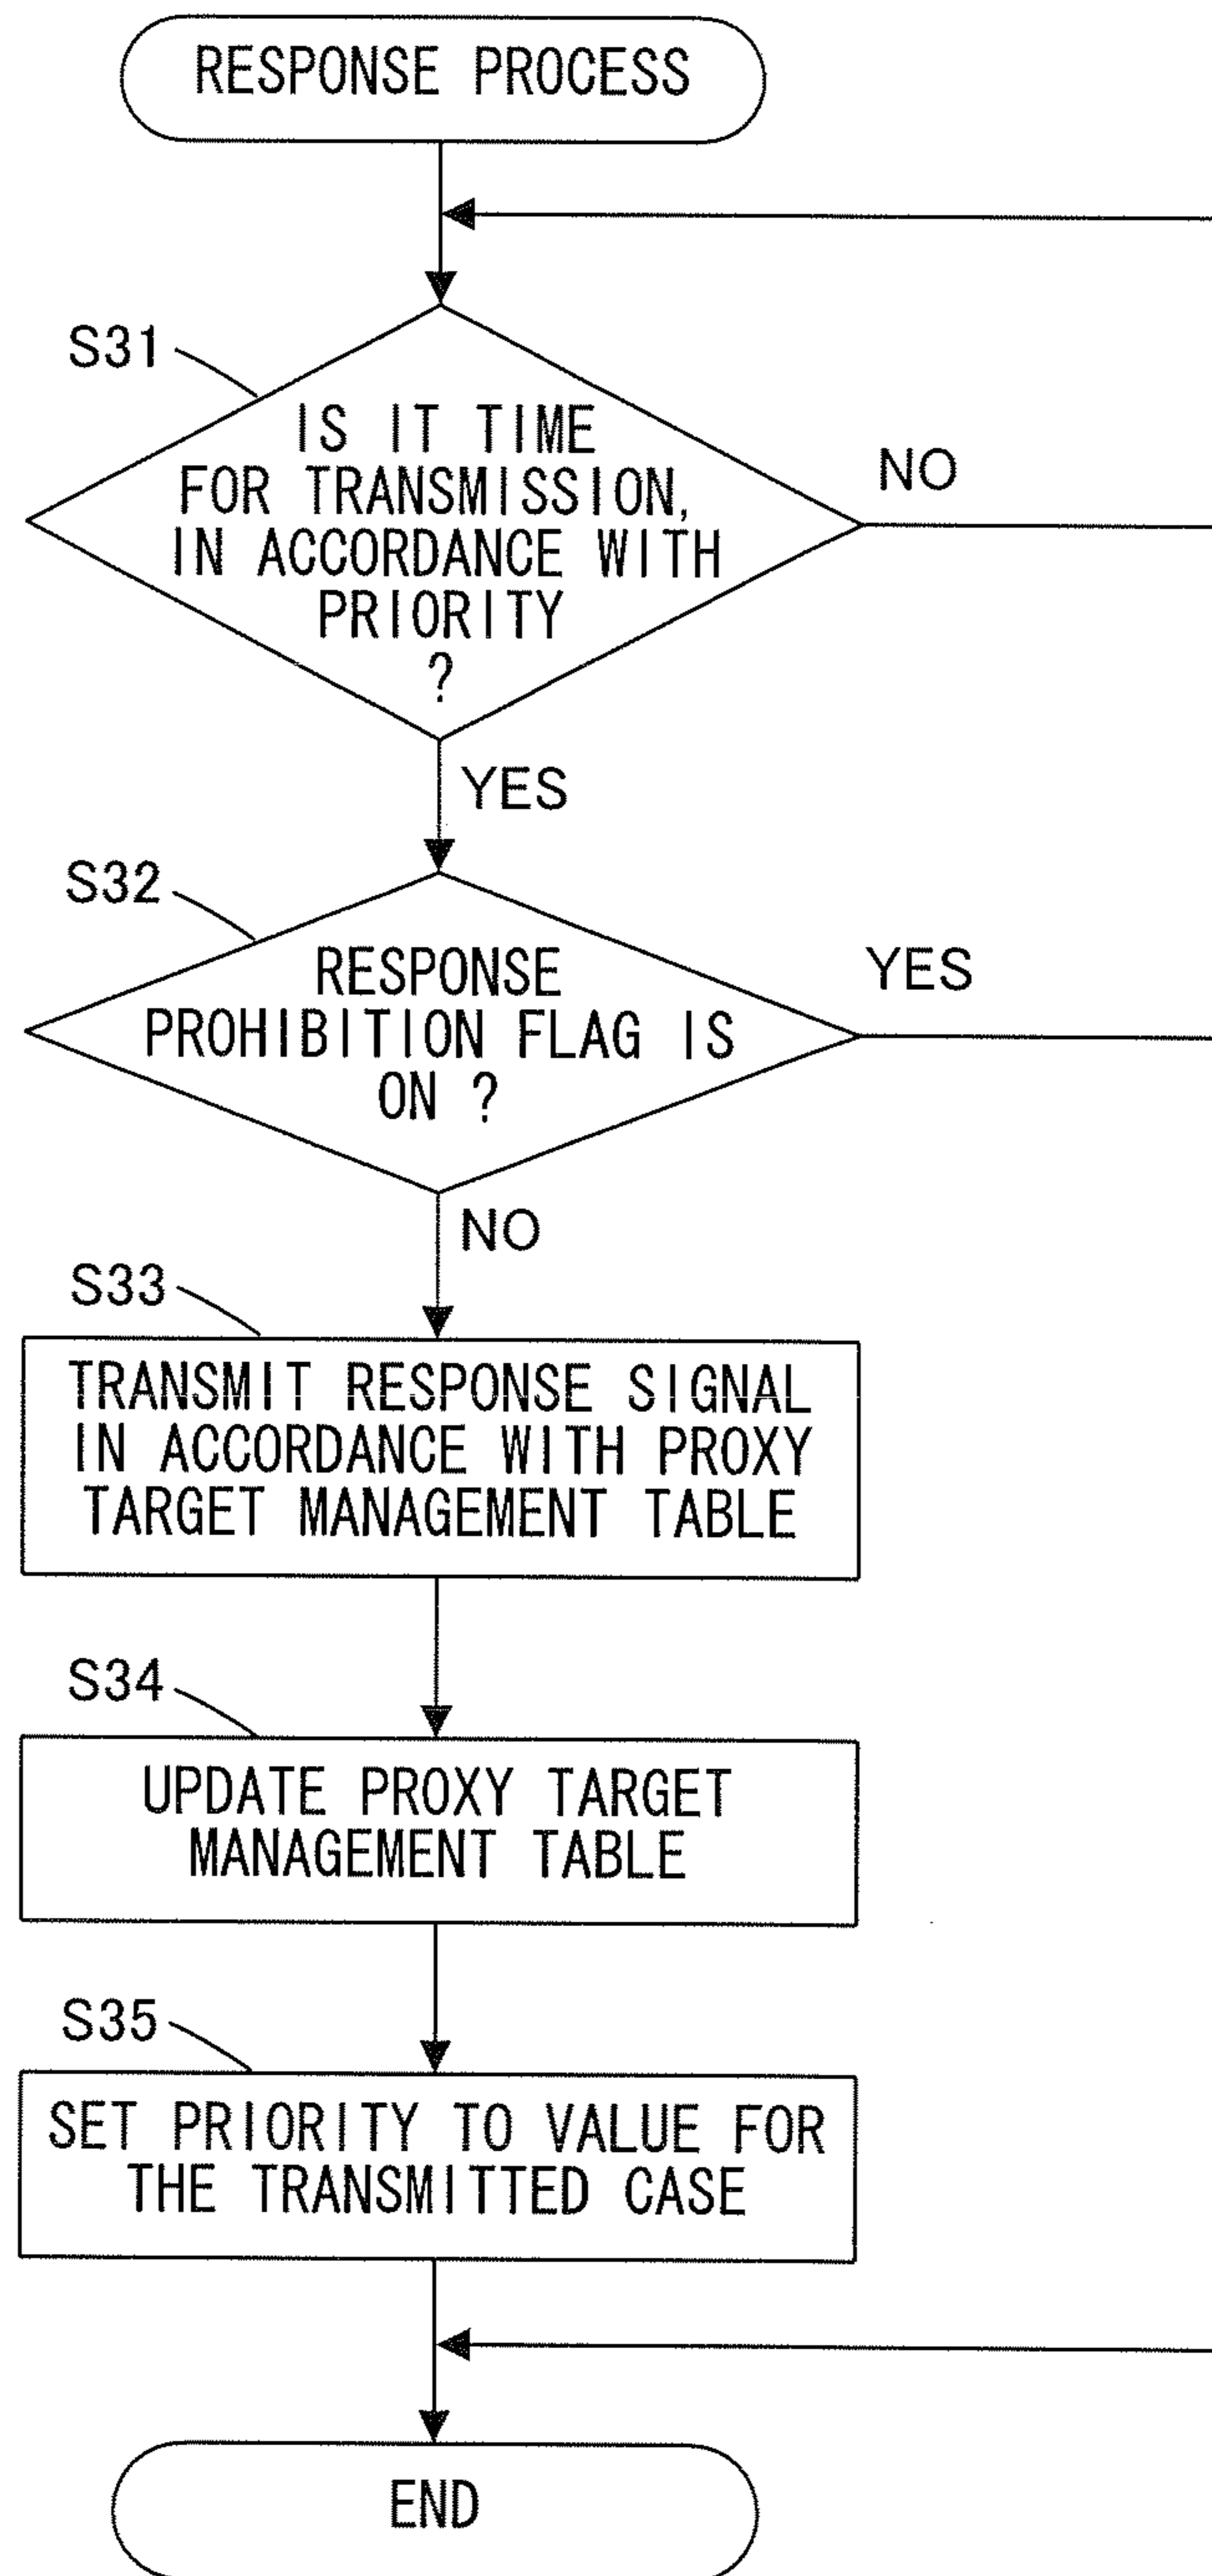 RESPONSE PROCESS
S31
IS IT TIME
FOR TRANSMISSION,
IN ACCORDANCE WITH
PRIORITY
?
NO
YES
S32
RESPONSE
PROHIBITION FLAG IS
ON ?
YES
NO
S33
TRANSMIT RESPONSE SIGNAL
IN ACCORDANCE WITH PROXY
TARGET MANAGEMENT TABLE
S34
UPDATE PROXY TARGET
MANAGEMENT TABLE
S35
SET PRIORITY TO VALUE FOR
THE TRANSMITTED CASE
END